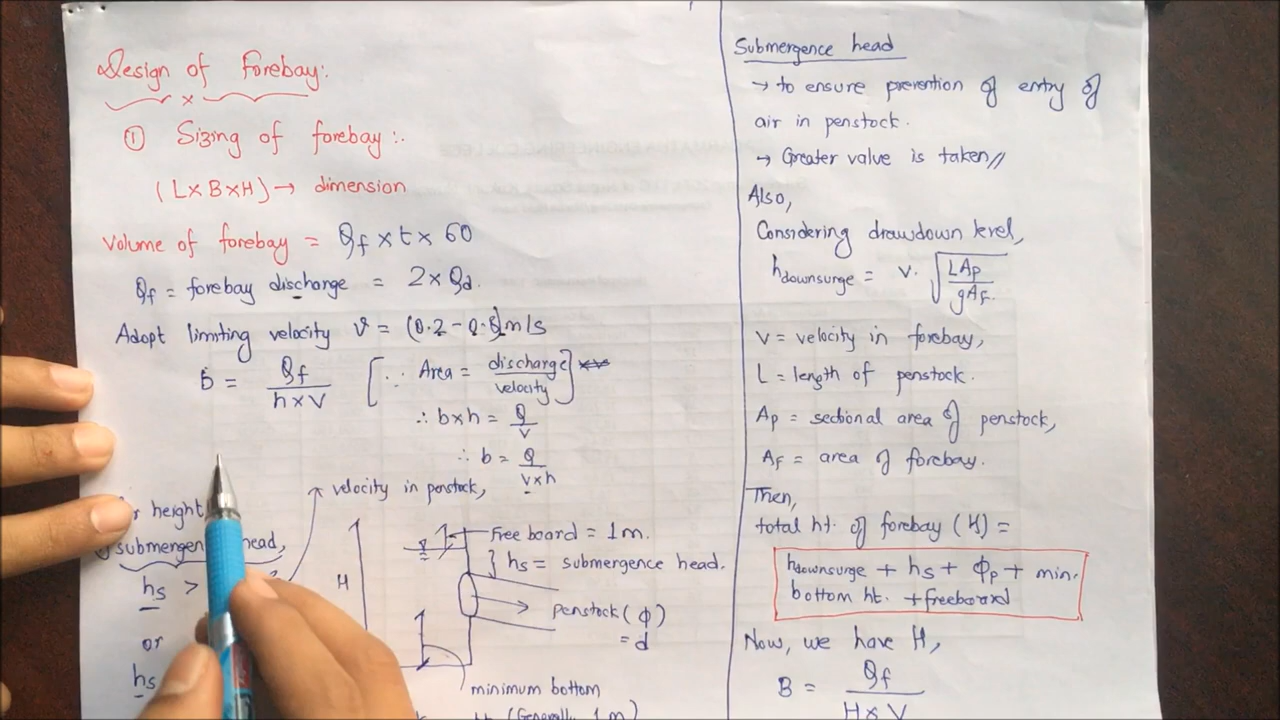 Design of Forebay:
x
① Sizing of forebay:.
(L×B×H) → dimension
Volume of forebay = Qf × t × 60
Qf = forebay discharge = 2 × Qd.
Adopt limiting velocity v = (0.2 - 0.8) m/s
B = Qf / h×v [∵ Area = discharge / velocity]
∴ b×h = Q / v
∴ b = Q / v×h
→ velocity in penstock,
height
submergen head,
hs >
or
hs
Free board = 1m.
} hs = submergence head.
H
penstock (ϕ)
= d
minimum bottom
ht. (Generally 1m)
Submergence head
→ to ensure prevention of entry of
air in penstock.
→ Greater value is taken //
Also,
Considering drawdown level,
hdownsurge = v. √ LAp / gAf.
v = velocity in forebay,
L = length of penstock.
Ap = sectional area of penstock,
AF = area of forebay.
Then,
total ht. of forebay (H) =
hdownsurge + hs + ϕp + min.
bottom ht. + freeboard
Now, we have H,
B = Qf / H×V